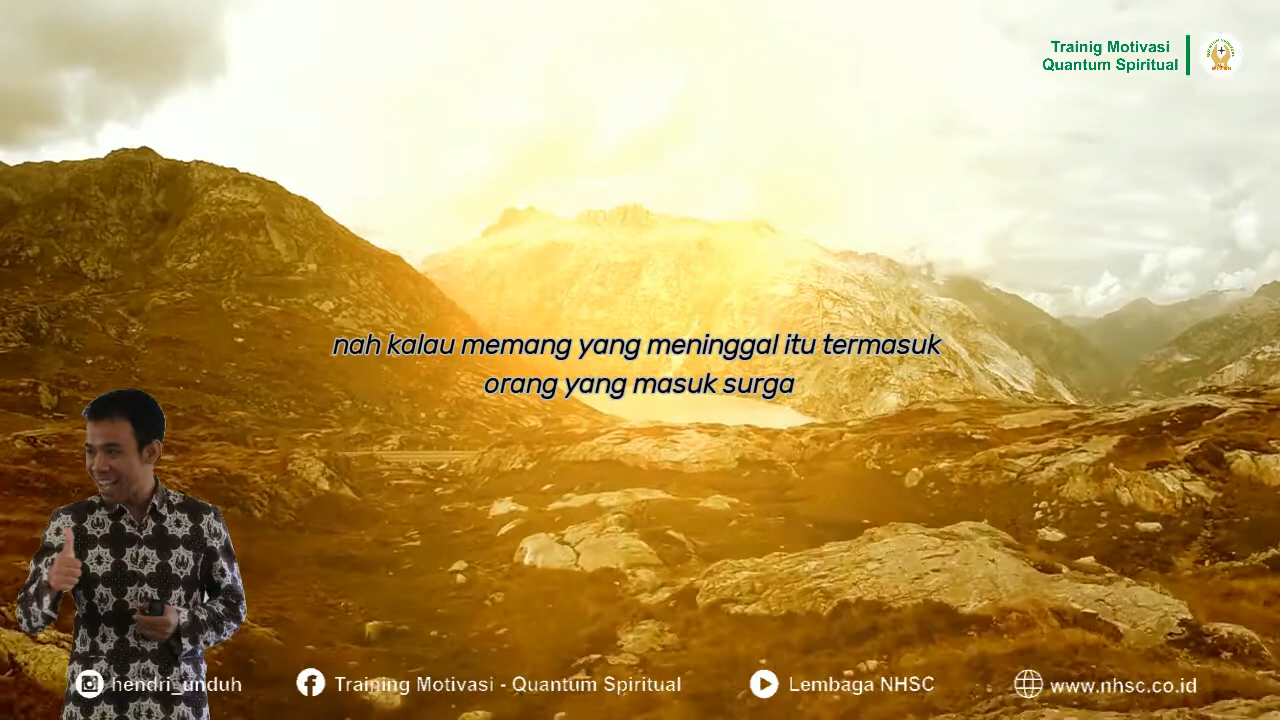 Trainig Motivasi
Quantum Spiritual
nah kalau memang yang meninggal itu termasuk
orang yang masuk surga
hendri_unduh
Training Motivasi - Quantum Spiritual
Lembaga NHSC
www.nhsc.co.id